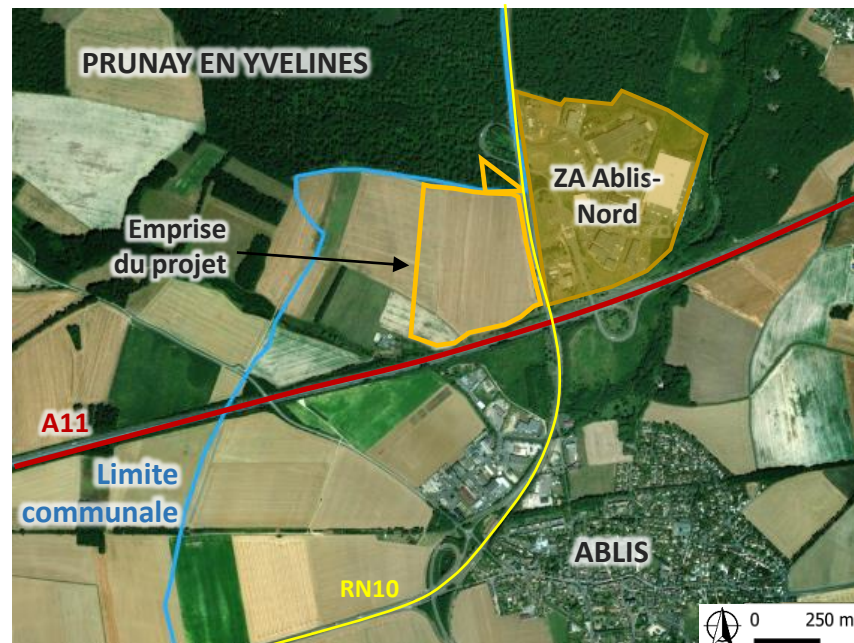 PRUNAY EN YVELINES
ZA Ablis-
Nord
Emprise
du projet
A11
Limite
communale
ABLIS
RN10
0 250 m